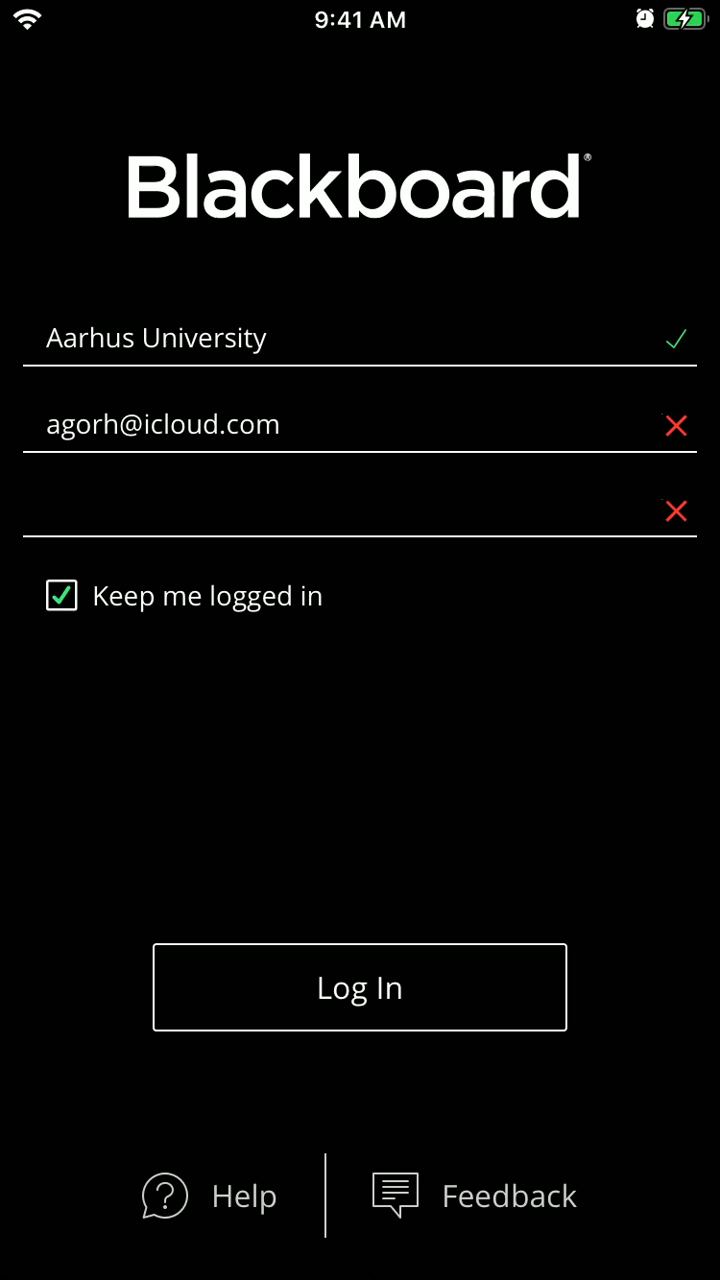 9:41 AM
Blackboard®
Aarhus University
agorh@icloud.com
Keep me logged in
Log In
Help
Feedback